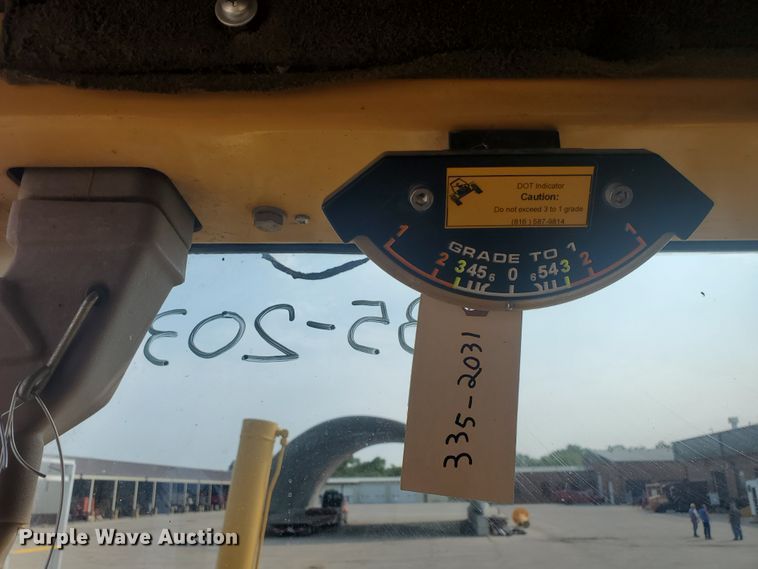 DOT Indicator
Caution:
Do not exceed 3 to 1 grade
(816) 587-9814
GRADE TO 1
1 2 3 4 5 6 0 6 5 4 3 2 1
335-2031
35-203
Purple Wave Auction